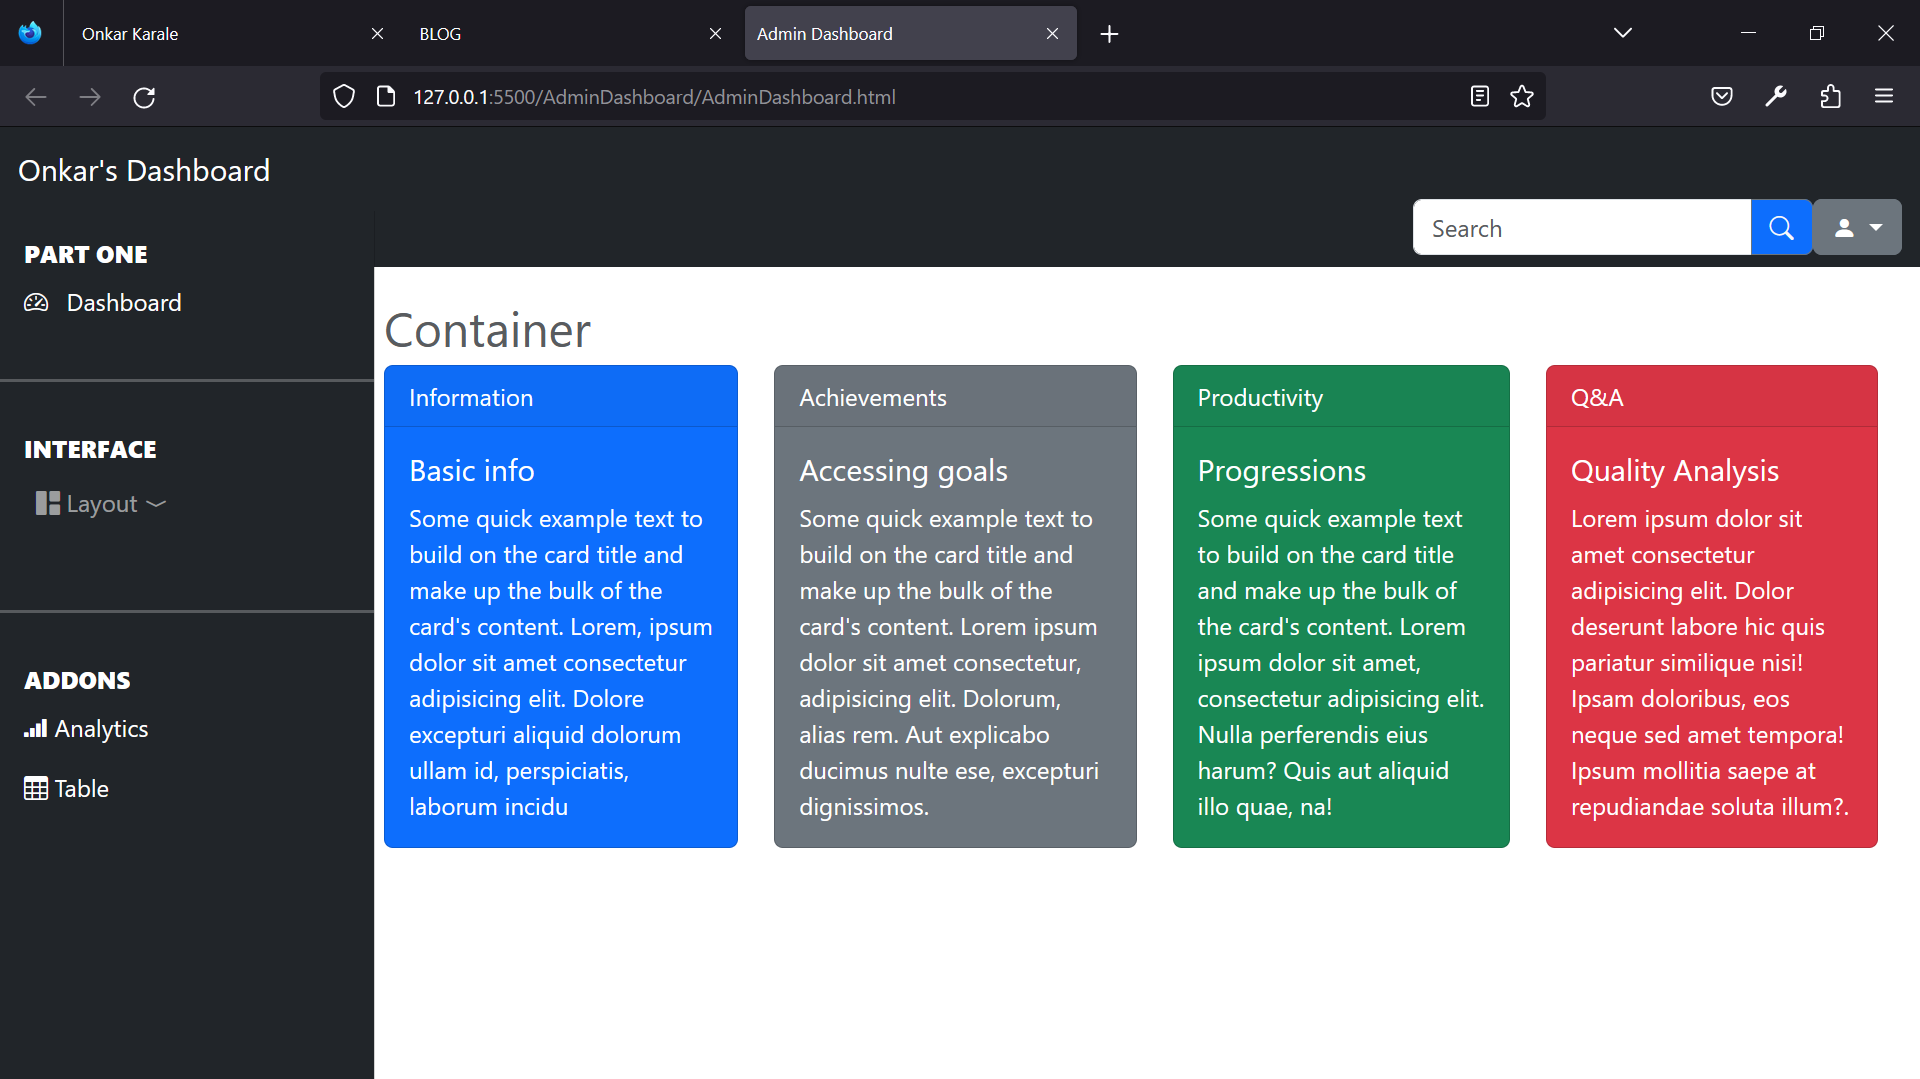 Onkar Karale
BLOG
Admin Dashboard
127.0.0.1:5500/AdminDashboard/AdminDashboard.html
Onkar's Dashboard
Search
PART ONE
Dashboard
INTERFACE
Layout
ADDONS
Analytics
Table
Container
Information
Basic info
Some quick example text to
build on the card title and
make up the bulk of the
card's content. Lorem, ipsum
dolor sit amet consectetur
adipisicing elit. Dolore
excepturi aliquid dolorum
ullam id, perspiciatis,
laborum incidu
Achievements
Accessing goals
Some quick example text to
build on the card title and
make up the bulk of the
card's content. Lorem ipsum
dolor sit amet consectetur,
adipisicing elit. Dolorum,
alias rem. Aut explicabo
ducimus nulte ese, excepturi
dignissimos.
Productivity
Progressions
Some quick example text
to build on the card title
and make up the bulk of
the card's content. Lorem
ipsum dolor sit amet,
consectetur adipisicing elit.
Nulla perferendis eius
harum? Quis aut aliquid
illo quae, na!
Q&A
Quality Analysis
Lorem ipsum dolor sit
amet consectetur
adipisicing elit. Dolor
deserunt labore hic quis
pariatur similique nisi!
Ipsam doloribus, eos
neque sed amet tempora!
Ipsum mollitia saepe at
repudiandae soluta illum?.